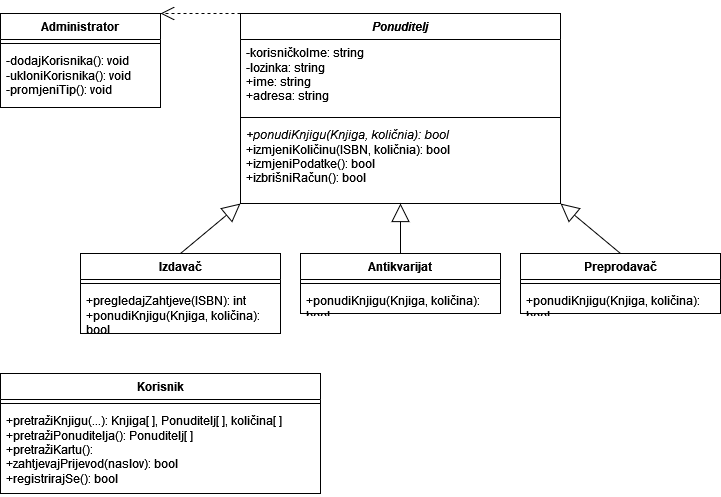 Administrator
-dodajKorisnika(): void
-ukloniKorisnika(): void
-promjeniTip(): void
Ponuditelj
-korisničkoIme: string
-lozinka: string
+ime: string
+adresa: string
+ponudiKnjigu(Knjiga, količnia): bool
+izmjeniKoličinu(ISBN, količnia): bool
+izmjeniPodatke(): bool
+izbrišniRačun(): bool
Izdavač
+pregledajZahtjeve(ISBN): int
+ponudiKnjigu(Knjiga, količina):
bool
Antikvarijat
+ponudiKnjigu(Knjiga, količina):
bool
Preprodavač
+ponudiKnjigu(Knjiga, količina):
bool
Korisnik
+pretražiKnjigu(...): Knjiga[ ], Ponuditelj[ ], količina[ ]
+pretražiPonuditelja(): Ponuditelj[ ]
+pretražiKartu():
+zahtjevajPrijevod(naslov): bool
+registrirajSe(): bool